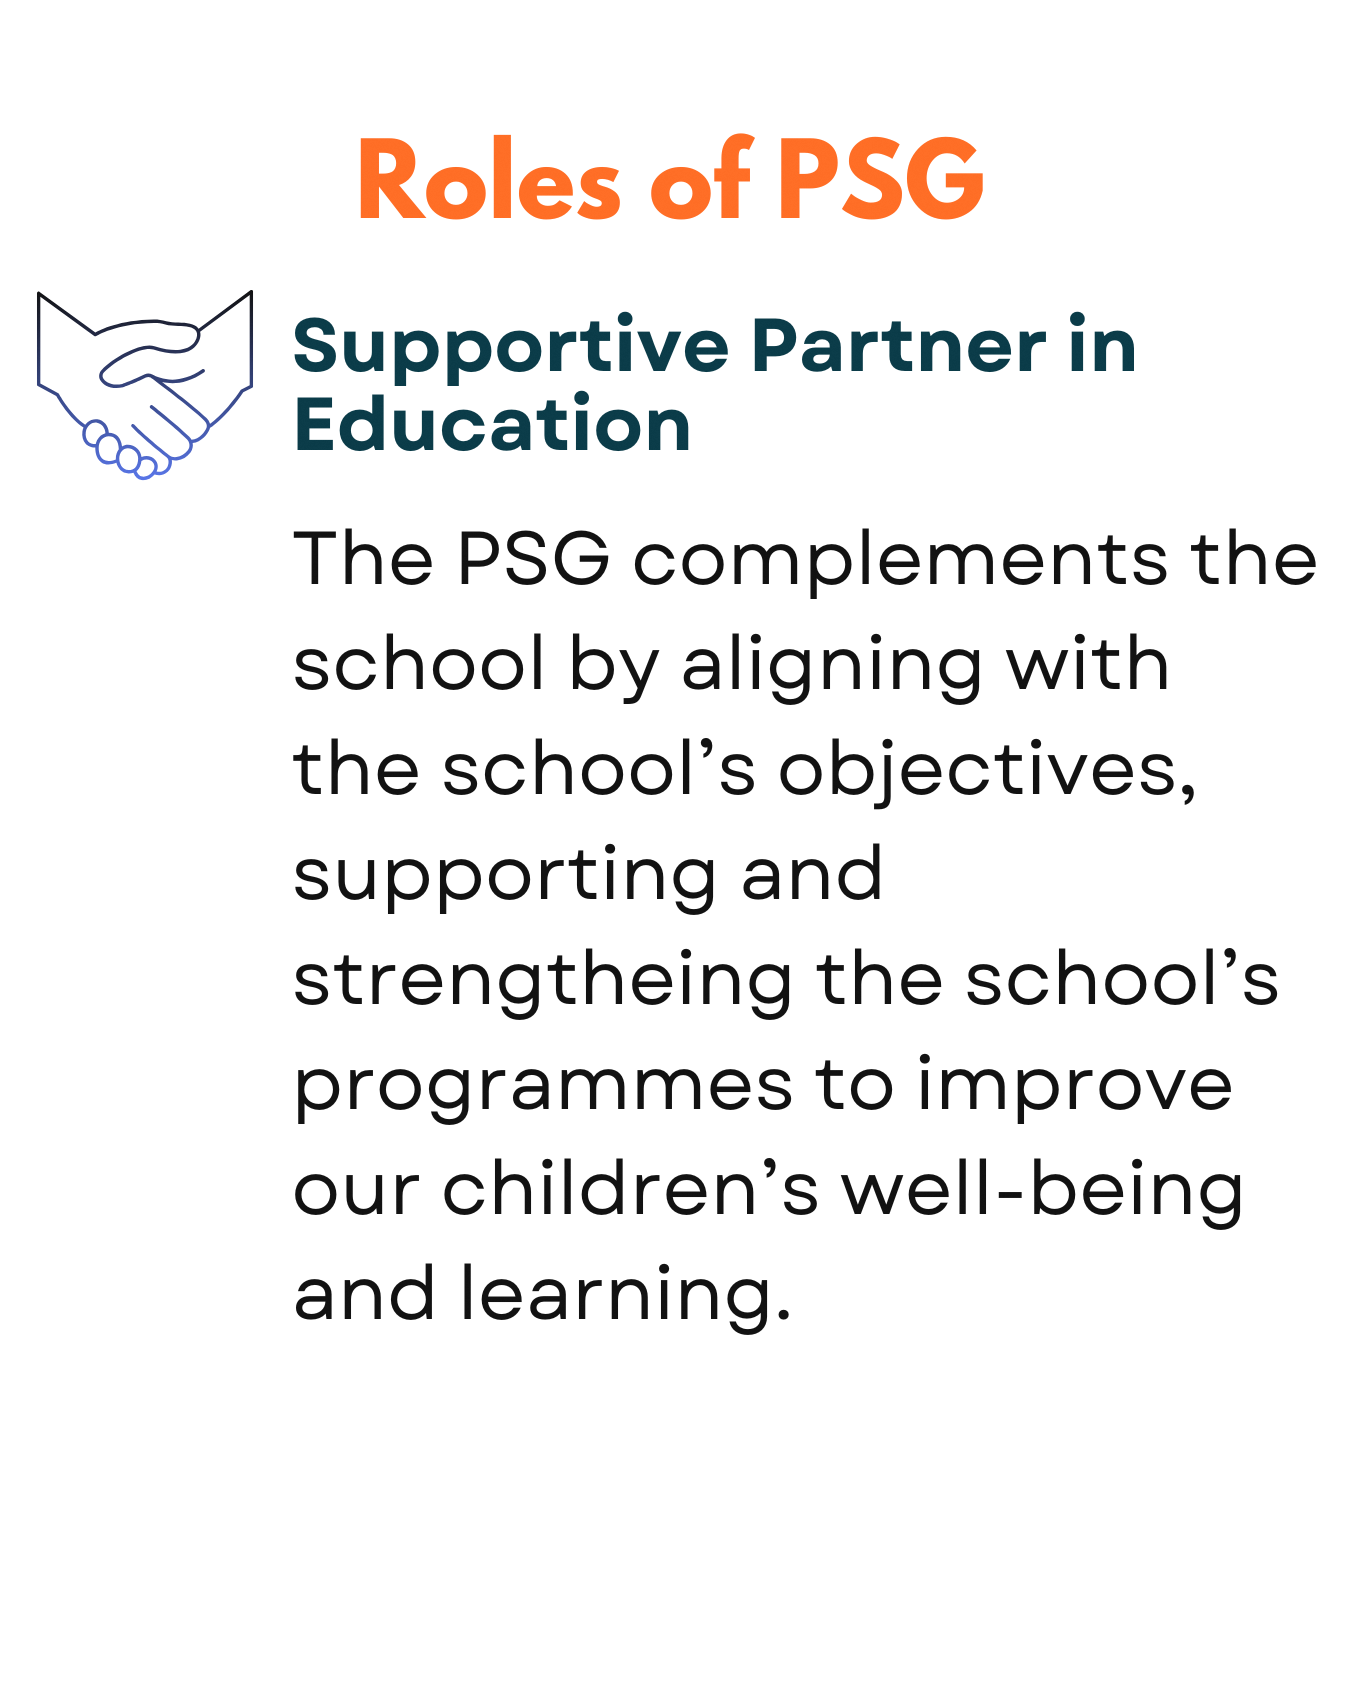 Roles of PSG
Supportive Partner in
Education
The PSG complements the
school by aligning with
the school’s objectives,
supporting and
strengtheing the school’s
programmes to improve
our children’s well-being
and learning.